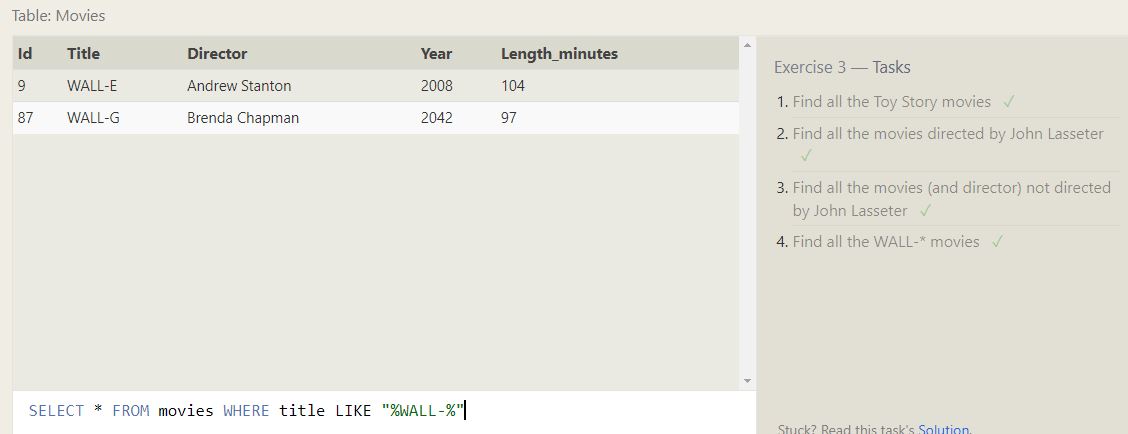 Table: Movies
Id Title Director Year Length_minutes
9 WALL-E Andrew Stanton 2008 104
87 WALL-G Brenda Chapman 2042 97
SELECT * FROM movies WHERE title LIKE "%WALL-%"
Exercise 3 — Tasks
1. Find all the Toy Story movies ✓
2. Find all the movies directed by John Lasseter
✓
3. Find all the movies (and director) not directed
by John Lasseter ✓
4. Find all the WALL-* movies ✓
Stuck? Read this task's Solution.